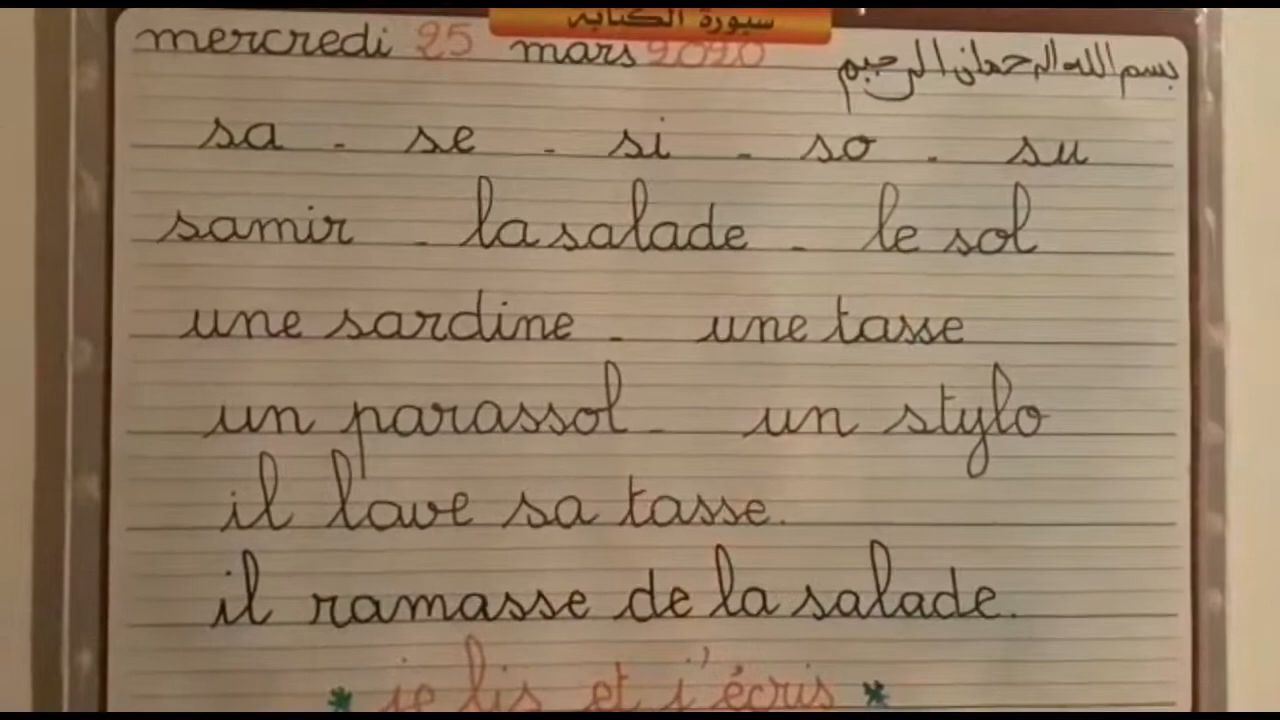 سبورة الكتابة
mercredi 25 mars 2020 بسم الله الرحمان الرحيم
sa - se - si - so - su
samir - la salade - le sol
une sardine - une tasse
un parassol - un stylo
il lave sa tasse.
il ramasse de la salade.
* je lis et j'écris *